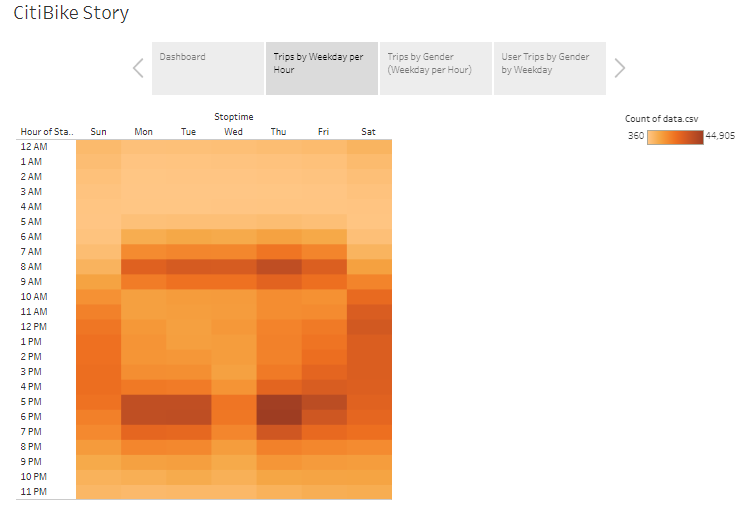 CitiBike Story
Dashboard
Trips by Weekday per
Hour
Trips by Gender
(Weekday per Hour)
User Trips by Gender
by Weekday
Stoptime
Hour of Sta.. Sun Mon Tue Wed Thu Fri Sat
12 AM
1 AM
2 AM
3 AM
4 AM
5 AM
6 AM
7 AM
8 AM
9 AM
10 AM
11 AM
12 PM
1 PM
2 PM
3 PM
4 PM
5 PM
6 PM
7 PM
8 PM
9 PM
10 PM
11 PM
Count of data.csv
360 44,905